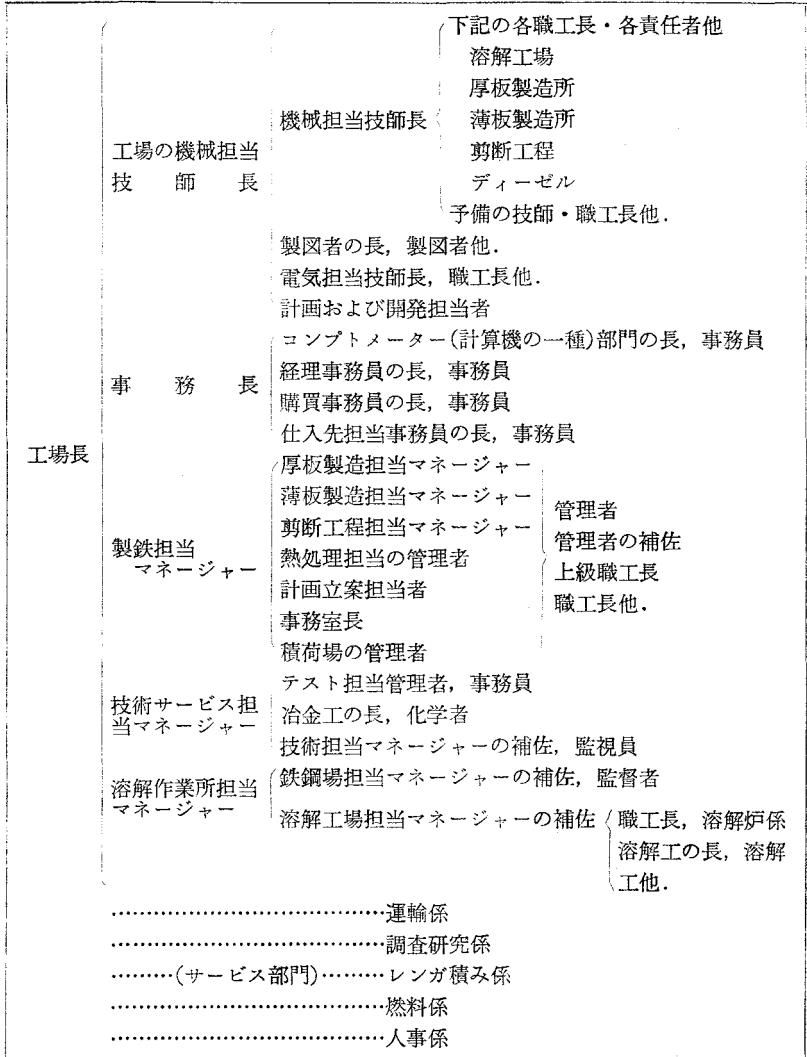 下記の各職工長・各責任者他
溶解工場
厚板製造所
機械担当技師長
薄板製造所
工場の機械担当
技師長
剪断工程
ディーゼル
予備の技師・職工長他.
製図者の長, 製図者他.
電気担当技師長, 職工長他.
計画および開発担当者
コンプトメーター(計算機の一種)部門の長, 事務員
事務長
経理事務員の長, 事務員
購買事務員の長, 事務員
仕入先担当事務員の長, 事務員
工場長
厚板製造担当マネージャー
薄板製造担当マネージャー
剪断工程担当マネージャー
管理者
製鉄担当
マネージャー
熱処理担当の管理者
管理者の補佐
計画立案担当者
上級職工長
事務室長
職工長他.
積荷場の管理者
テスト担当管理者, 事務員
技術サービス担
当マネージャー
冶金工の長, 化学者
技術担当マネージャーの補佐, 監視員
溶解作業所担当
マネージャー
鉄鋼場担当マネージャーの補佐, 監督者
溶解工場担当マネージャーの補佐
職工長, 溶解炉係
溶解工の長, 溶解
工他.
……………………………………運輸係
……………………………………調査研究係
………(サービス部門)………レンガ積み係
……………………………………燃料係
……………………………………人事係